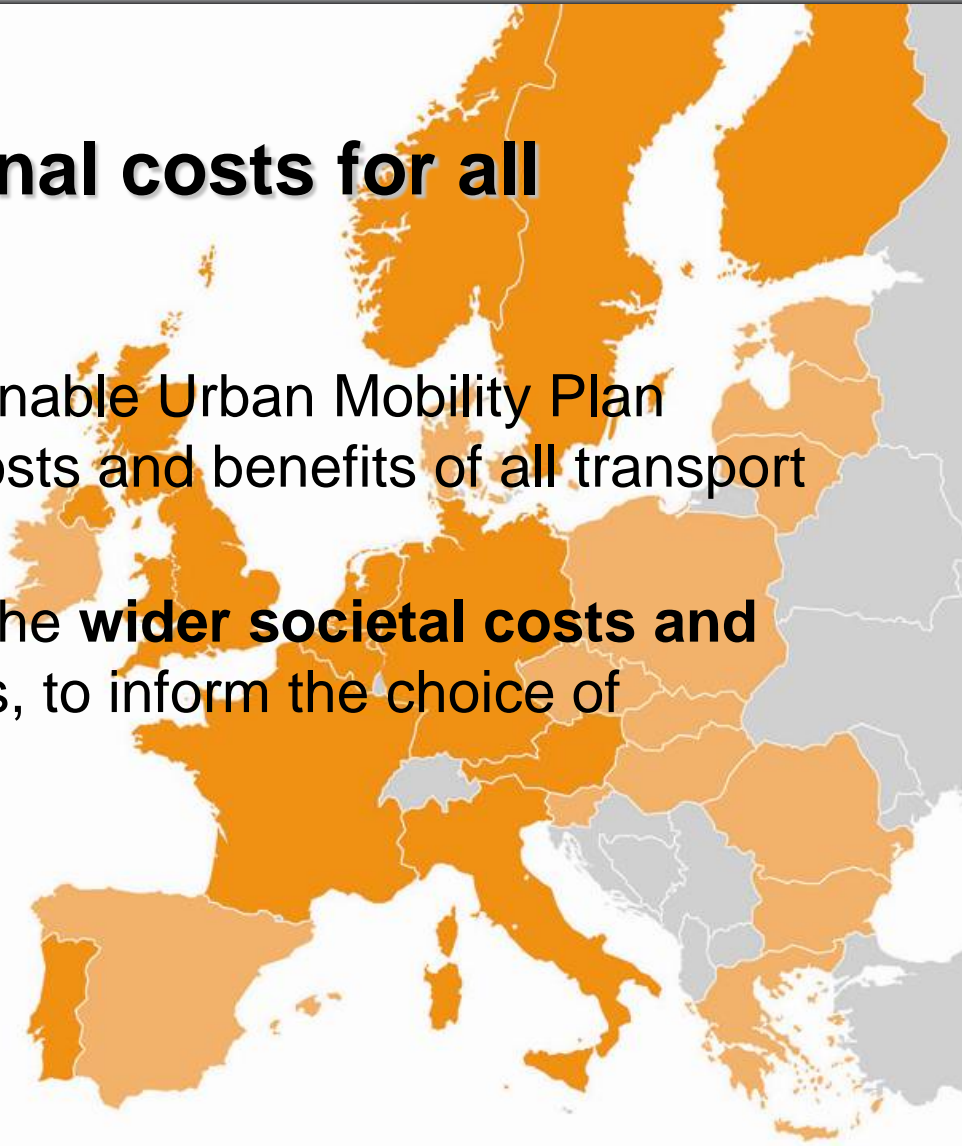 nal costs for all
nable Urban Mobility Plan
osts and benefits of all transport
he wider societal costs and
s, to inform the choice of